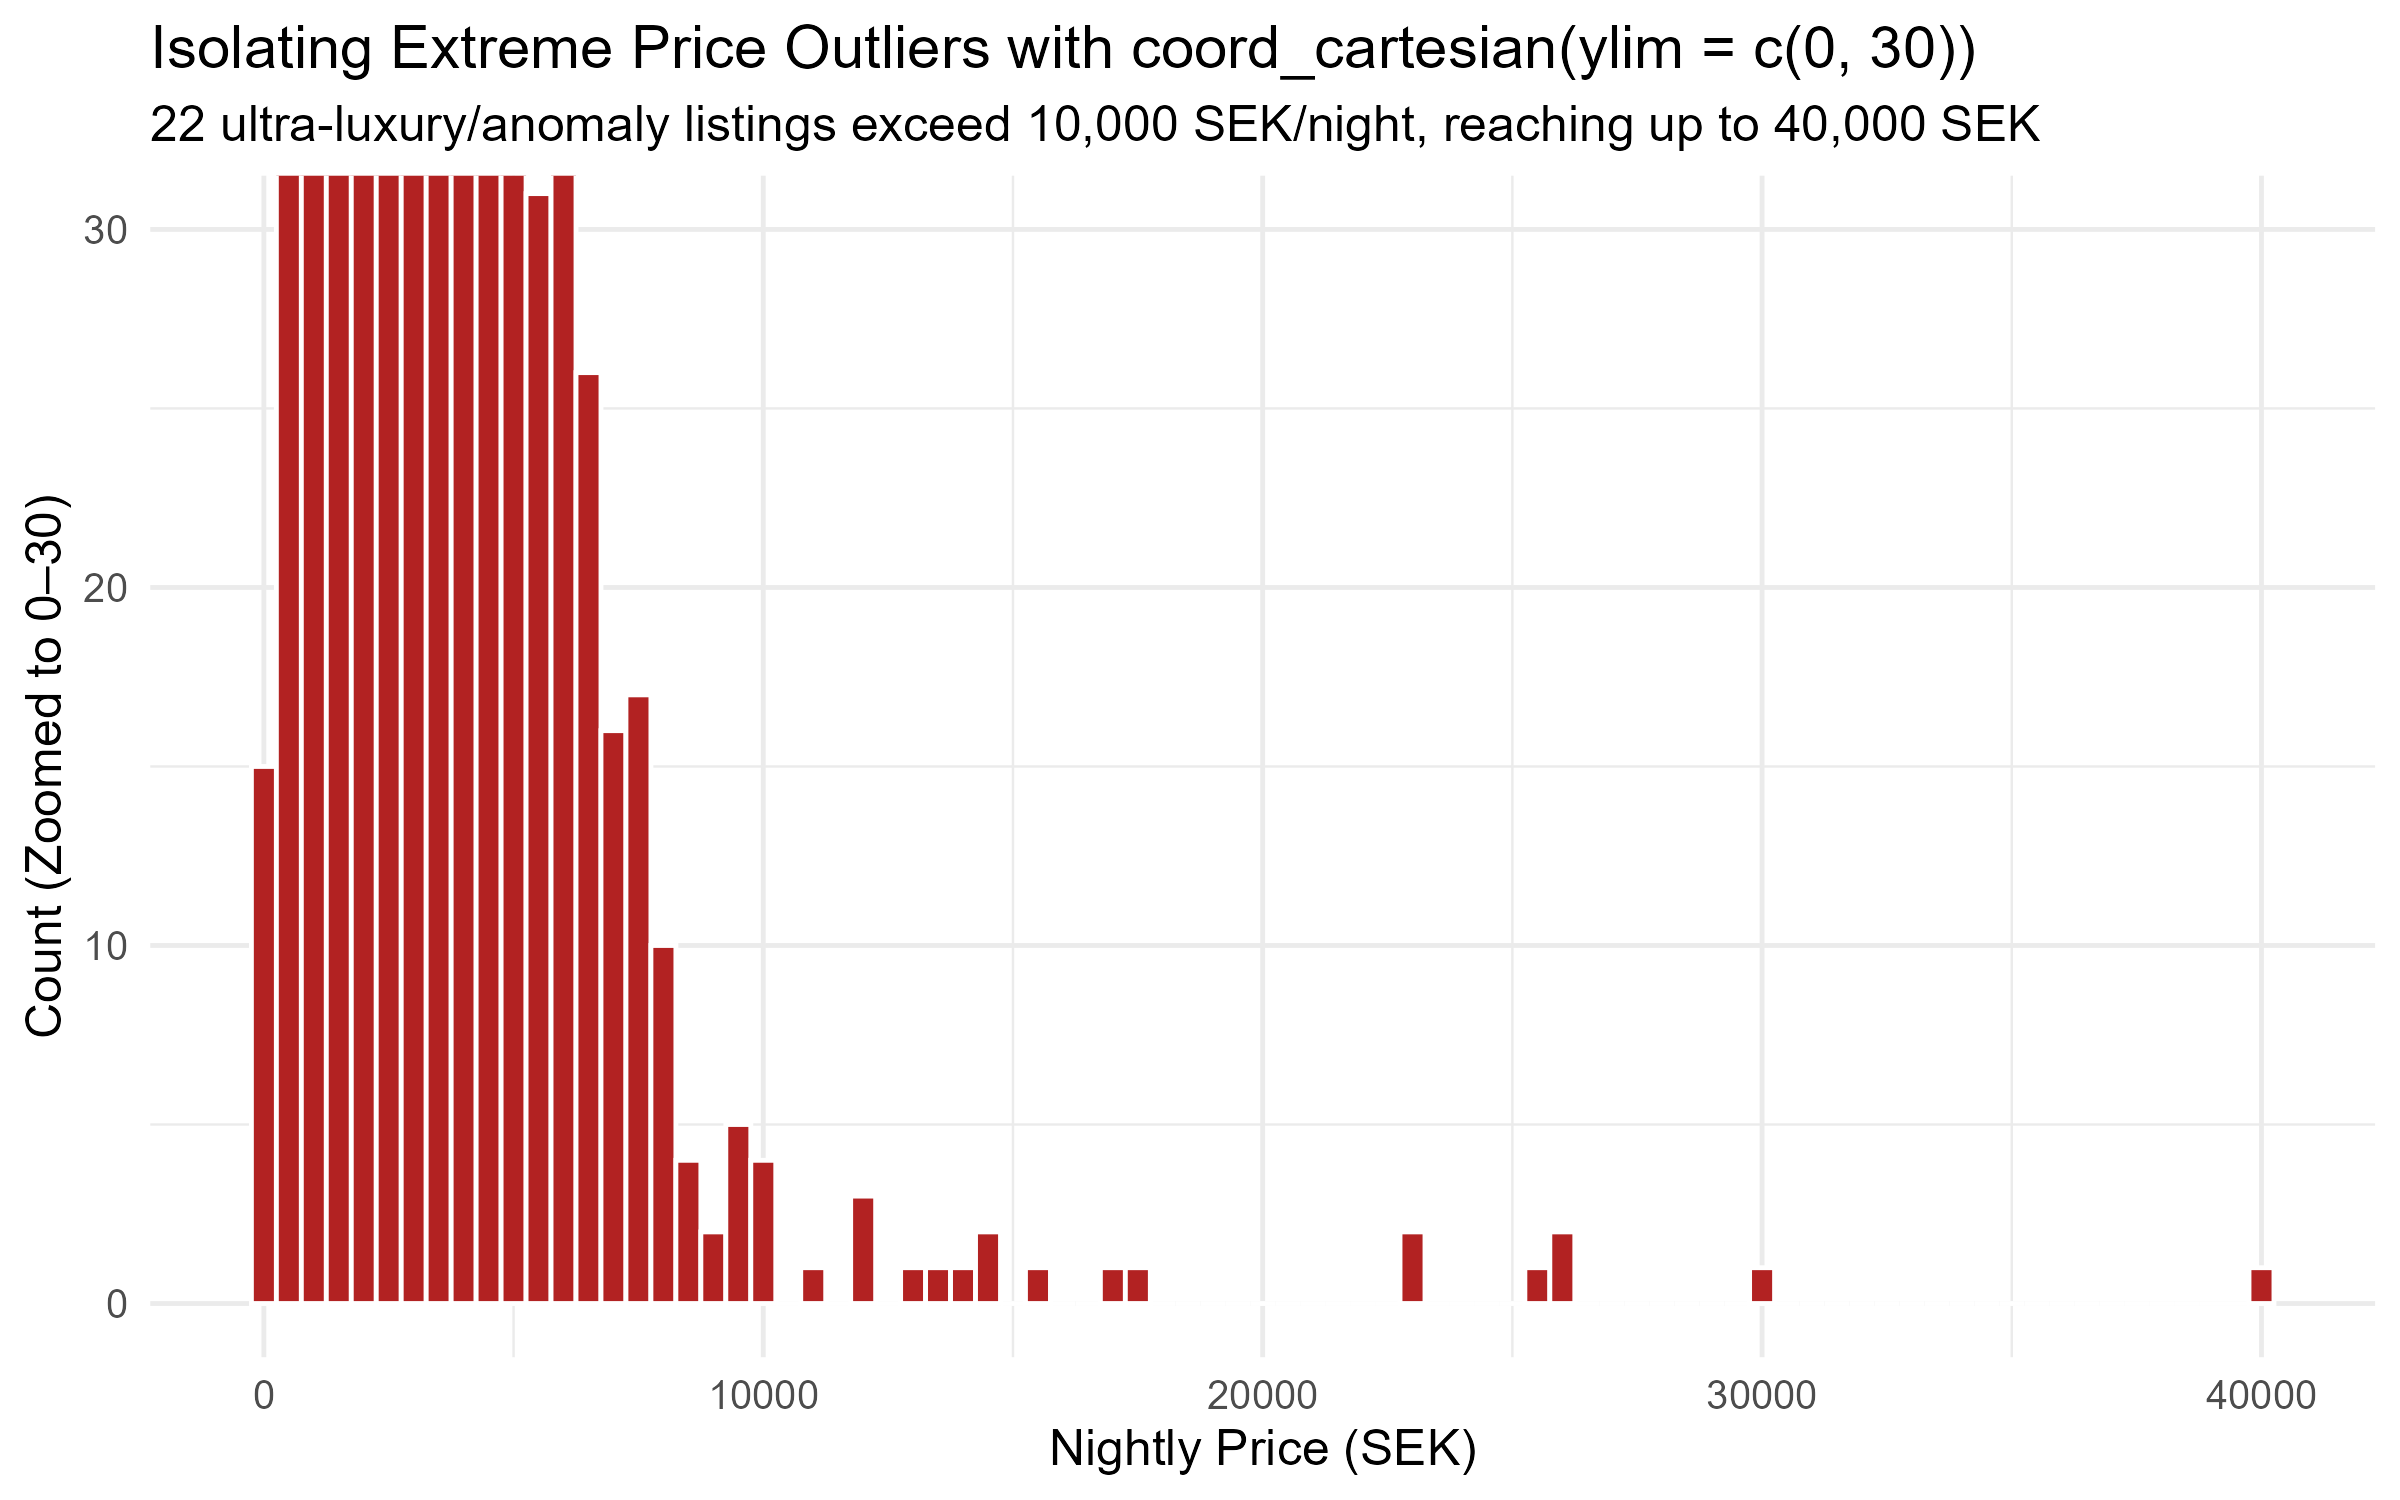 Isolating Extreme Price Outliers with coord_cartesian(ylim = c(0, 30))
22 ultra-luxury/anomaly listings exceed 10,000 SEK/night, reaching up to 40,000 SEK
Count (Zoomed to 0–30)
30
20
10
0
0 10000 20000 30000 40000
Nightly Price (SEK)